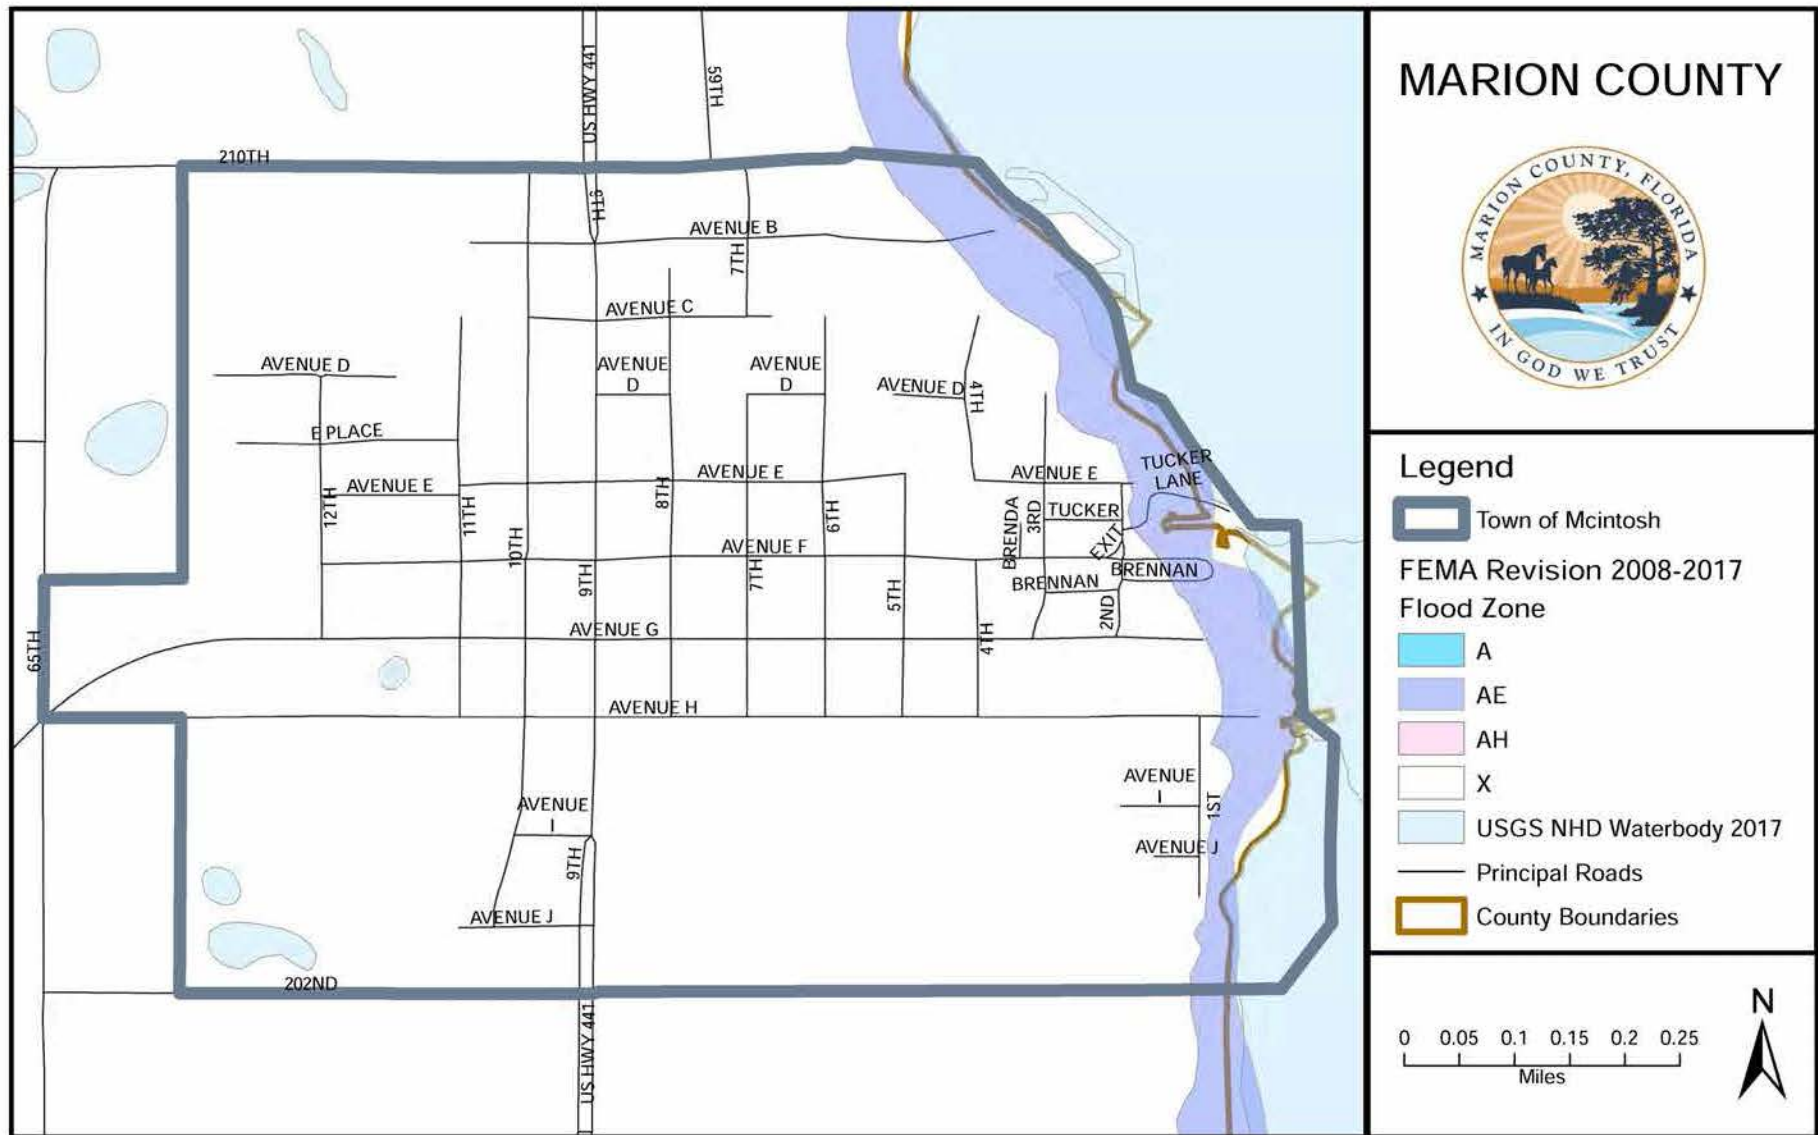 US HWY 441
59TH
210TH
9TH
AVENUE B
7TH
AVENUE C
AVENUE D
AVENUE
D
AVENUE
D
AVENUE D
4TH
E PLACE
AVENUE E
AVENUE E
AVENUE E
TUCKER
LANE
12TH
11TH
10TH
8TH
6TH
BRENDA
3RD
TUCKER
EXIT
AVENUE F
9TH
7TH
5TH
BRENNAN
BRENNAN
2ND
65TH
AVENUE G
4TH
AVENUE H
AVENUE
I
9TH
AVENUE J
AVENUE
I
1ST
AVENUE J
202ND
US HWY 441
MARION COUNTY
MARION COUNTY, FLORIDA
IN GOD WE TRUST
Legend
Town of Mcintosh
FEMA Revision 2008-2017
Flood Zone
A
AE
AH
X
USGS NHD Waterbody 2017
Principal Roads
County Boundaries
0 0.05 0.1 0.15 0.2 0.25
Miles
N